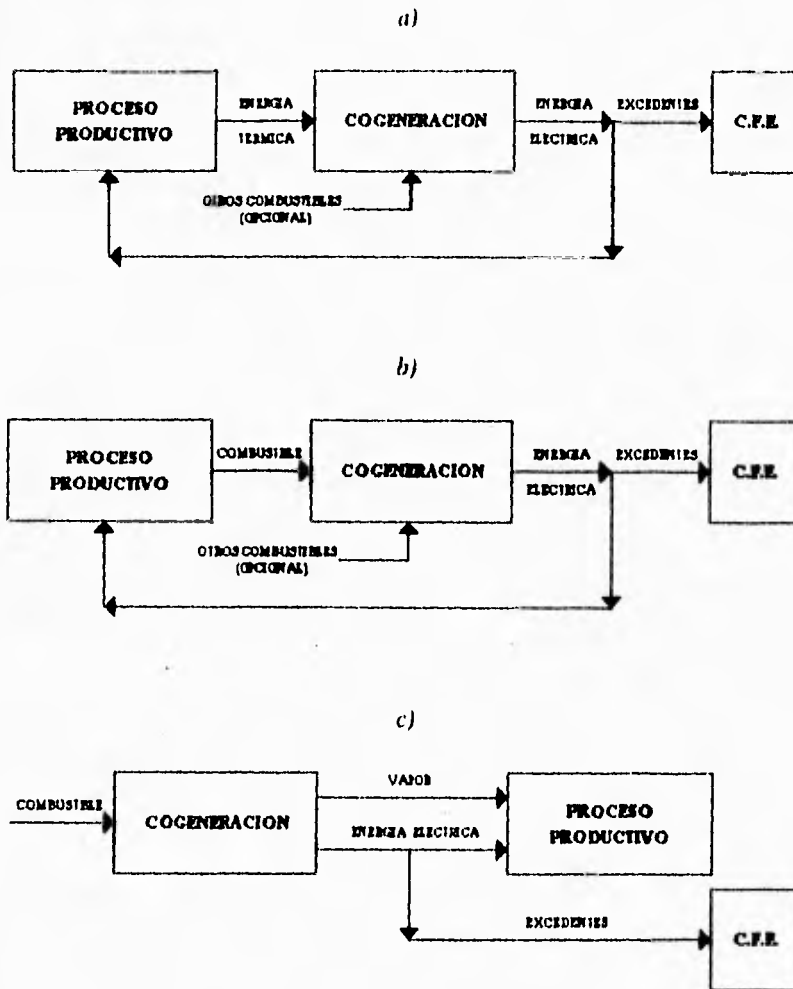 a)
PROCESO
PRODUCTIVO
ENERGIA
TERMICA
COGENERACION
ENERGIA
ELECTRICA
EXCEDENTES
C.F.E.
OTROS COMBUSTIBLES
(OPCIONAL)
b)
PROCESO
PRODUCTIVO
COMBUSTIBLE
COGENERACION
ENERGIA
ELECTRICA
EXCEDENTES
C.F.E.
OTROS COMBUSTIBLES
(OPCIONAL)
c)
COMBUSTIBLE
COGENERACION
VAPOR
ENERGIA ELECTRICA
PROCESO
PRODUCTIVO
EXCEDENTES
C.F.E.